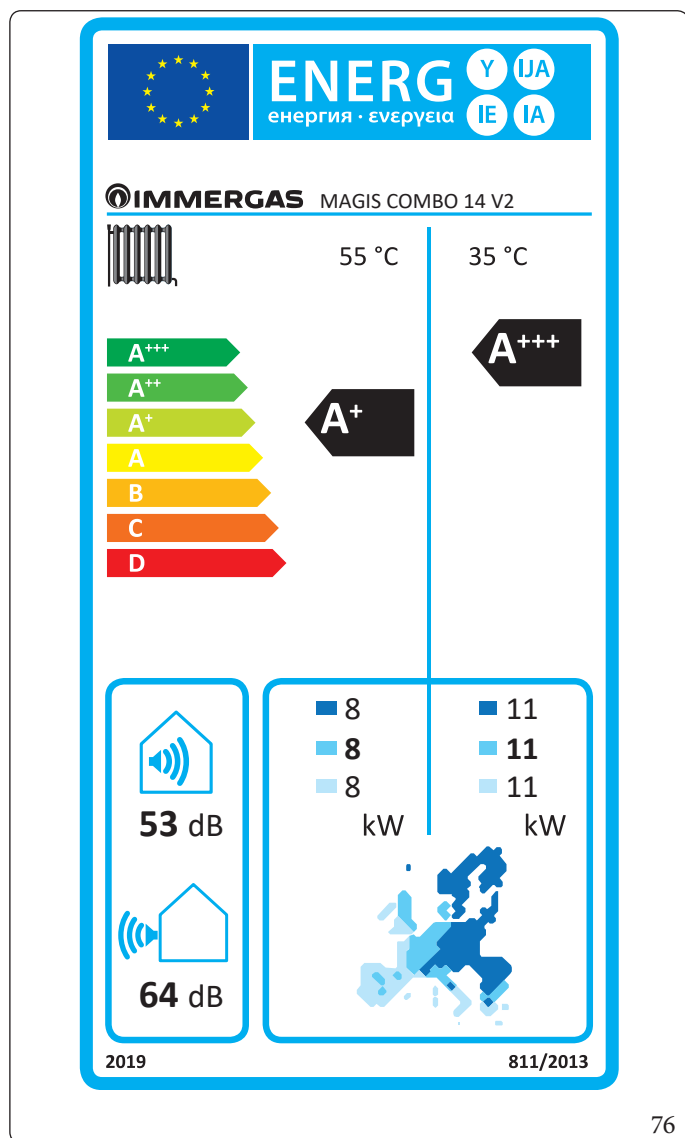 ENERG Y IJA
енергия · ενεργεια IE IA
IMMERGAS MAGIS COMBO 14 V2
55 °C 35 °C
A+++
A+++
A++
A+
A+
A
B
C
D
8 11
8 11
8 11
kW kW
53 dB
64 dB
2019 811/2013
76